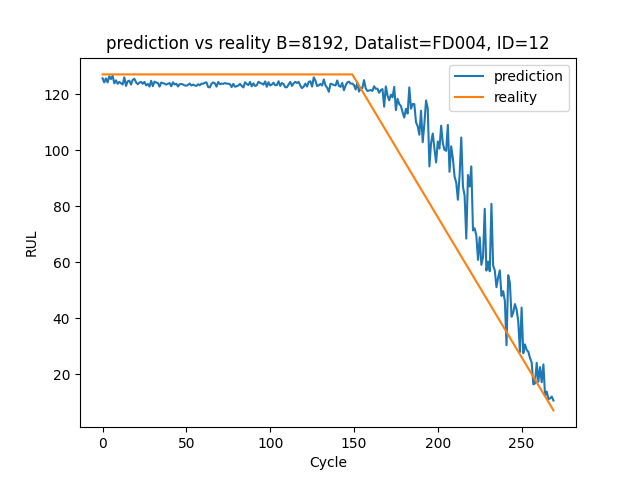 prediction vs reality B=8192, Datalist=FD004, ID=12
prediction
reality
RUL
120
100
80
60
40
20
0 50 100 150 200 250
Cycle